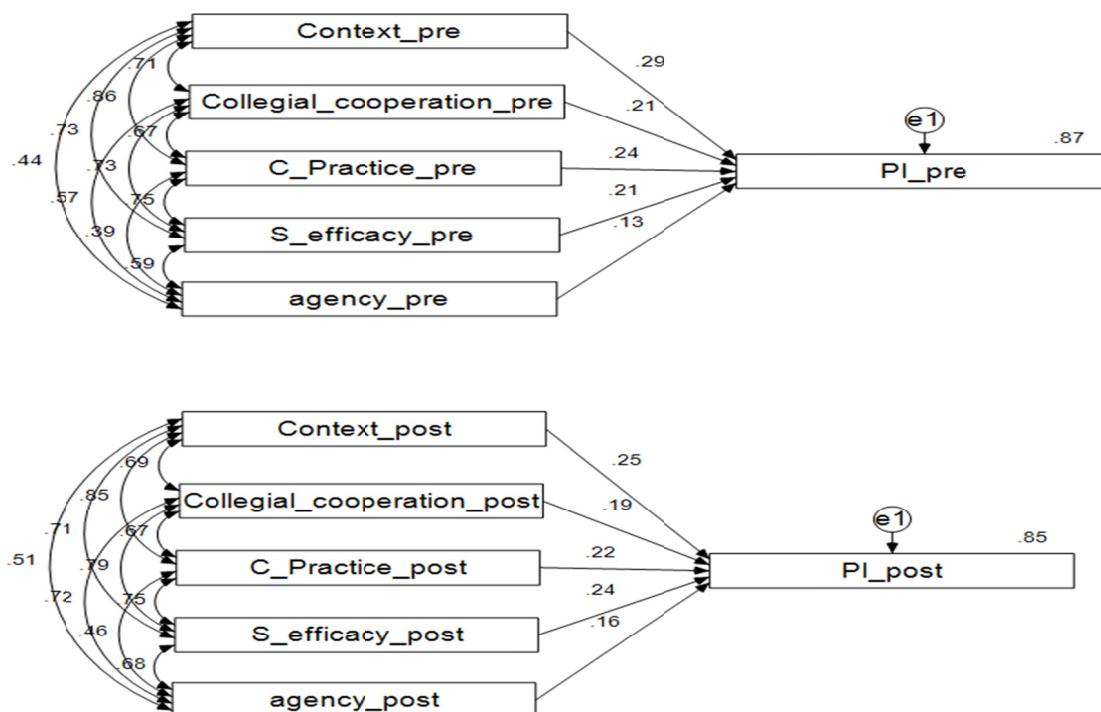 Context_pre
.29
.71
.86
Collegial_cooperation_pre
.21
e1
.87
.73
.67
.44
.73
C_Practice_pre
.24
PI_pre
.57
.75
.21
.39
S_efficacy_pre
.13
.59
agency_pre
Context_post
.25
.69
.85
Collegial_cooperation_post
.19
e1
.71
.67
.85
.51
.79
C_Practice_post
.22
PI_post
.72
.75
.24
.46
S_efficacy_post
.16
.68
agency_post